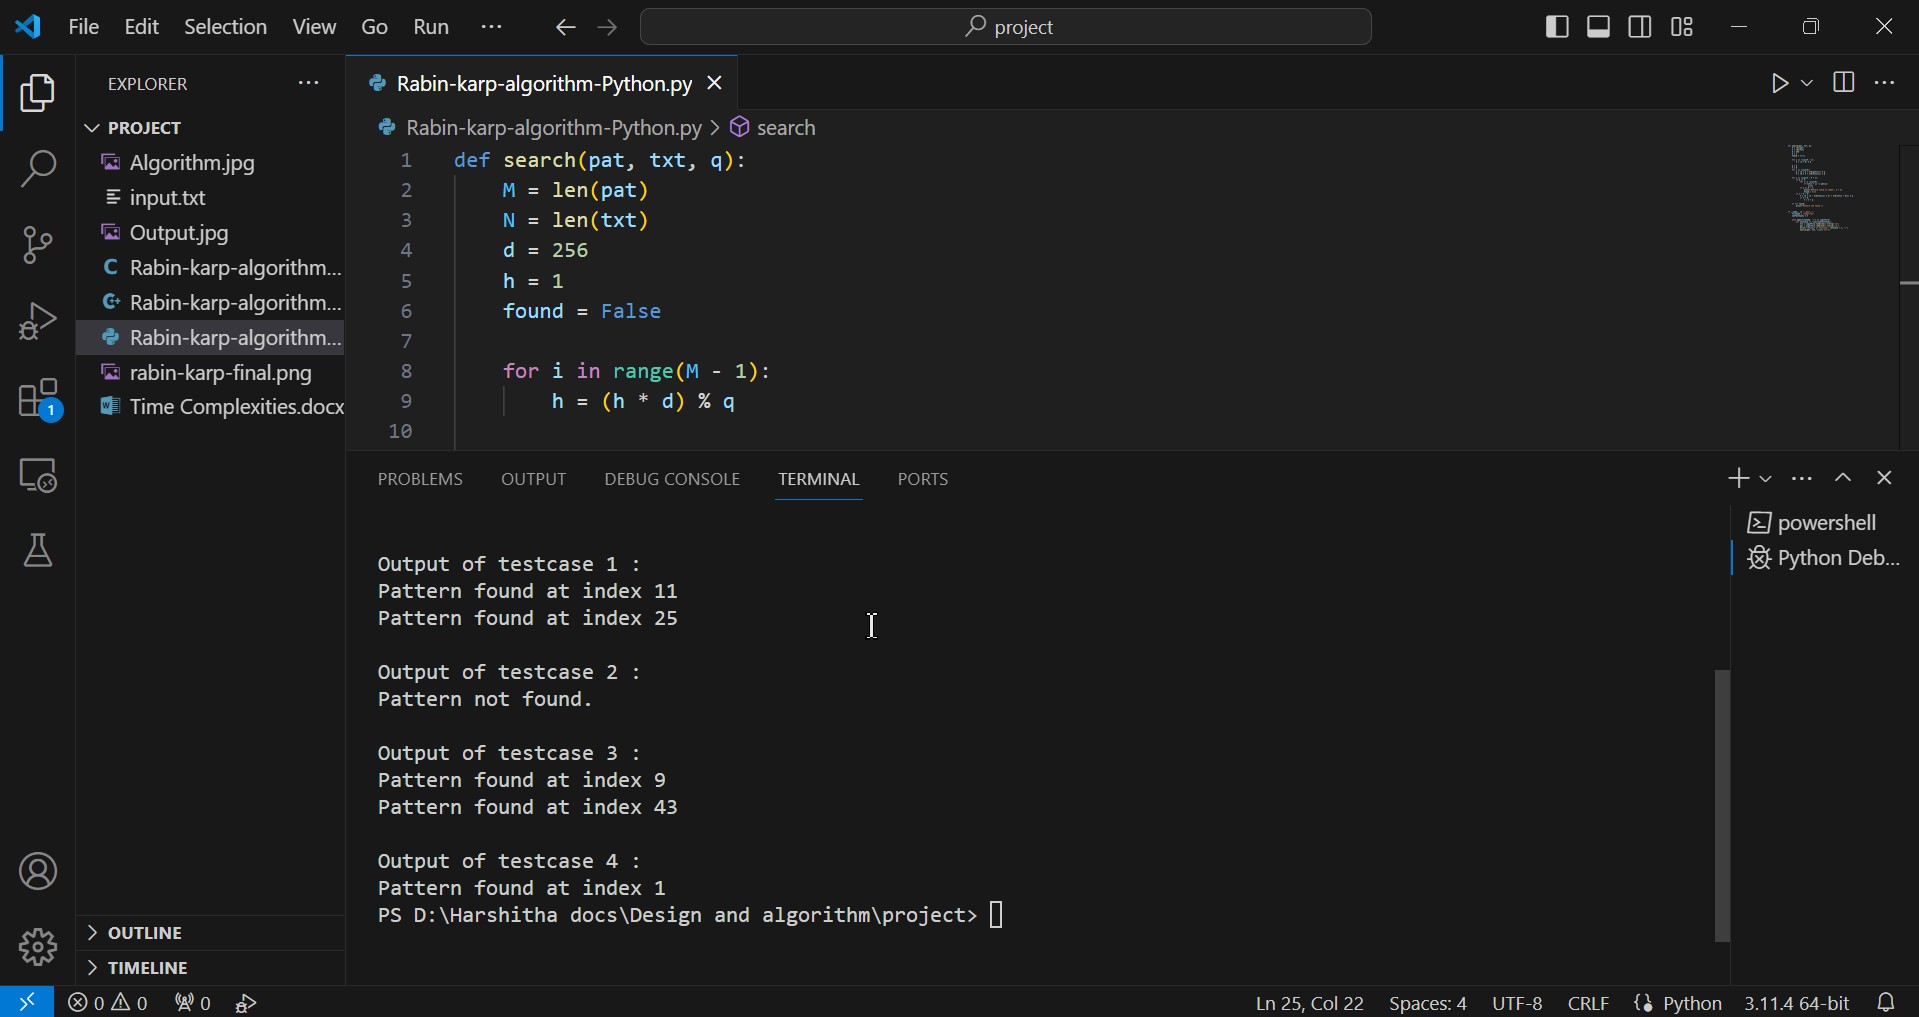 File Edit Selection View Go Run ···
project
EXPLORER ···
PROJECT
Algorithm.jpg
input.txt
Output.jpg
C Rabin-karp-algorithm...
Rabin-karp-algorithm...
Rabin-karp-algorithm...
rabin-karp-final.png
Time Complexities.docx
1
OUTLINE
TIMELINE
Rabin-karp-algorithm-Python.py
Rabin-karp-algorithm-Python.py > search
1 def search(pat, txt, q):
2     M = len(pat)
3     N = len(txt)
4     d = 256
5     h = 1
6     found = False
7
8     for i in range(M - 1):
9         h = (h * d) % q
10
PROBLEMS OUTPUT DEBUG CONSOLE TERMINAL PORTS
Output of testcase 1 :
Pattern found at index 11
Pattern found at index 25
Output of testcase 2 :
Pattern not found.
Output of testcase 3 :
Pattern found at index 9
Pattern found at index 43
Output of testcase 4 :
Pattern found at index 1
PS D:\Harshitha docs\Design and algorithm\project>
powershell
Python Deb...
0 0 0 Ln 25, Col 22 Spaces: 4 UTF-8 CRLF Python 3.11.4 64-bit